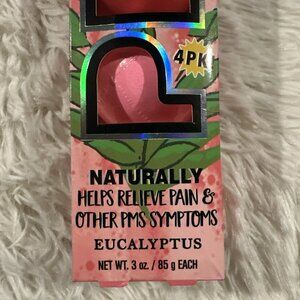 P
4PK
NATURALLY
HELPS RELIEVE PAIN &
OTHER PMS SYMPTOMS
EUCALYPTUS
NET WT. 3 oz. / 85 g EACH